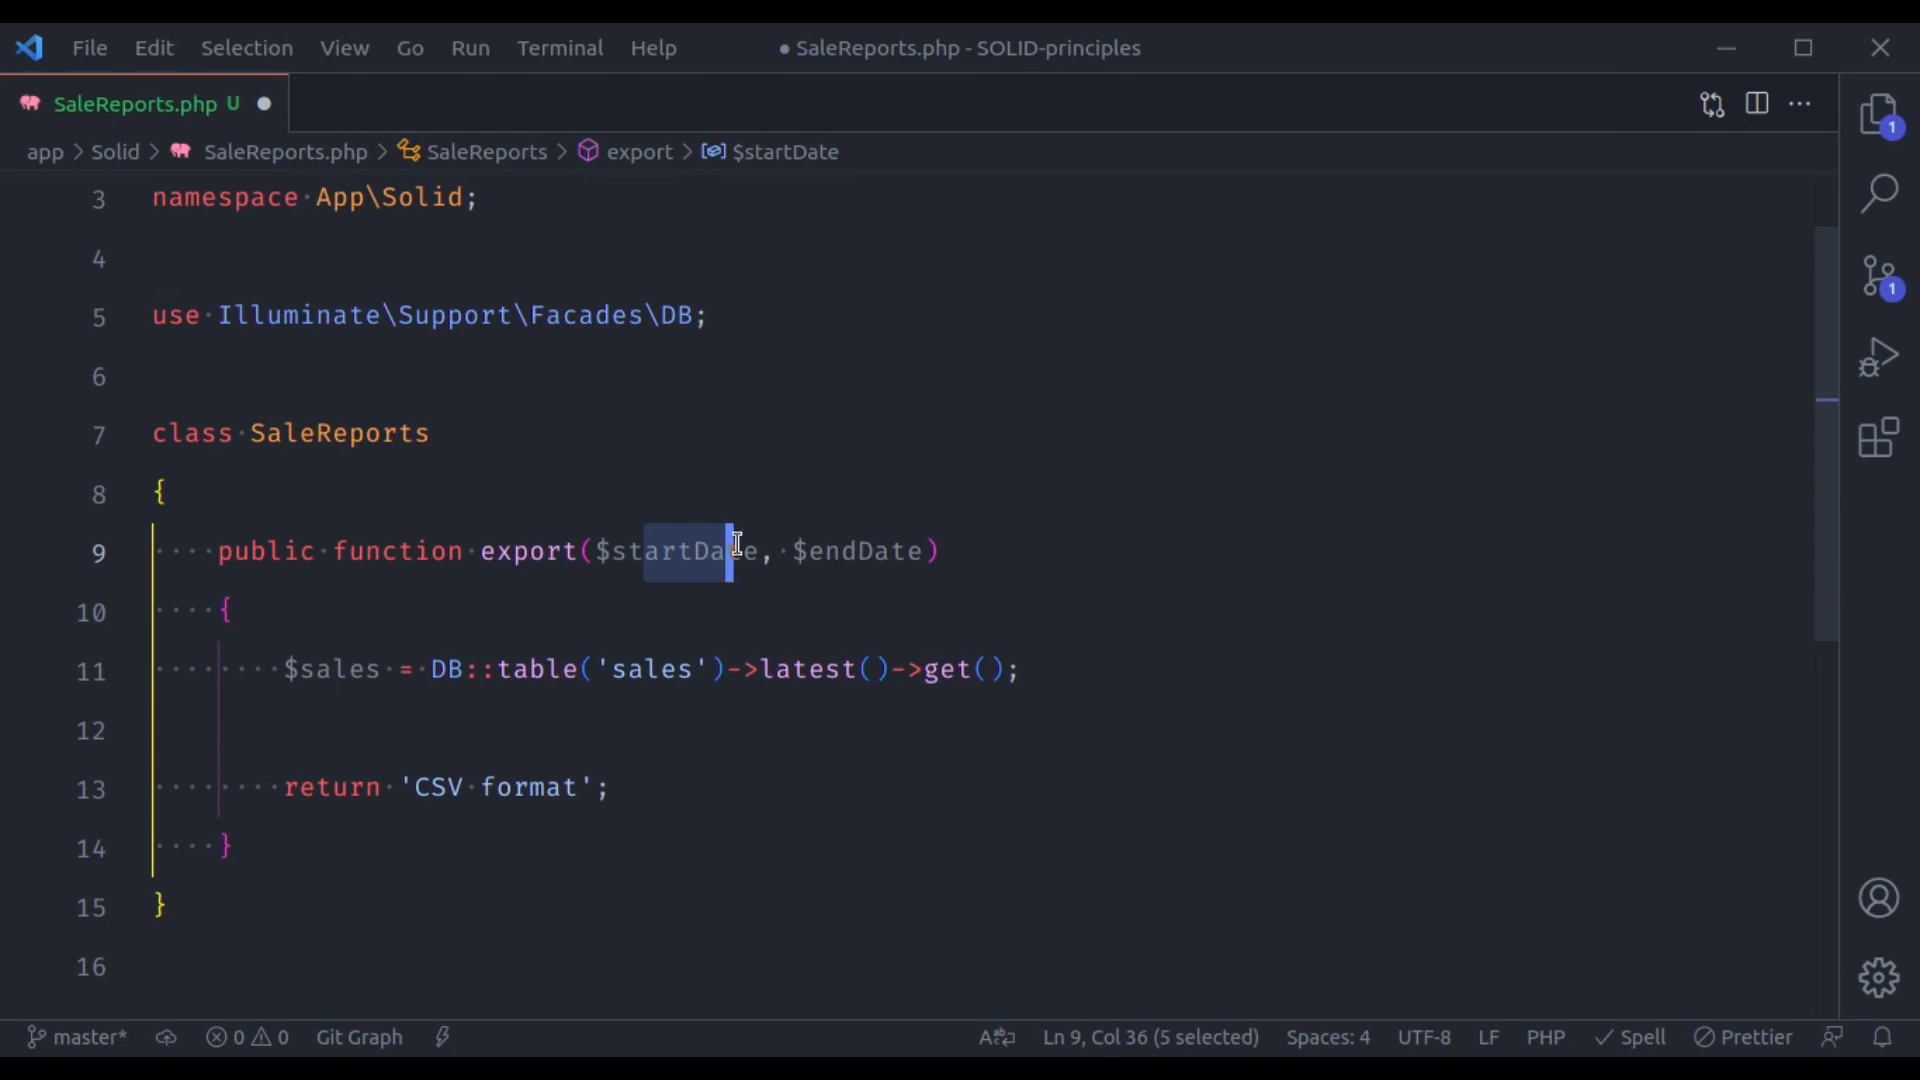 File Edit Selection View Go Run Terminal Help ● SaleReports.php - SOLID-principles
SaleReports.php U ●
app > Solid > SaleReports.php > SaleReports > export > $startDate
3 namespace App\Solid;
4
5 use Illuminate\Support\Facades\DB;
6
7 class SaleReports
8 {
9 public function export($startDate, $endDate)
10 {
11 $sales = DB::table('sales')->latest()->get();
12
13 return 'CSV format';
14 }
15 }
16
1
1
master* 0 0 Git Graph Ln 9, Col 36 (5 selected) Spaces: 4 UTF-8 LF PHP Spell Prettier